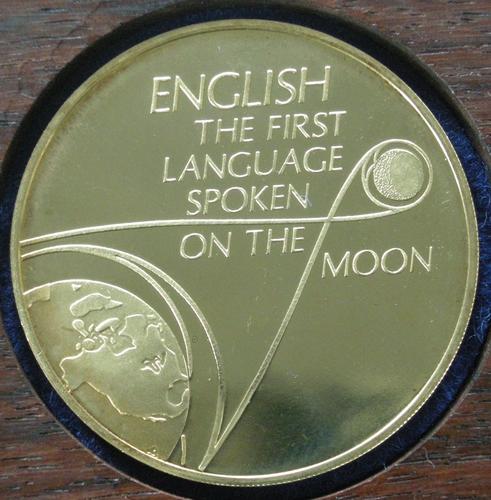 ENGLISH
THE FIRST
LANGUAGE
SPOKEN
ON THE
MOON